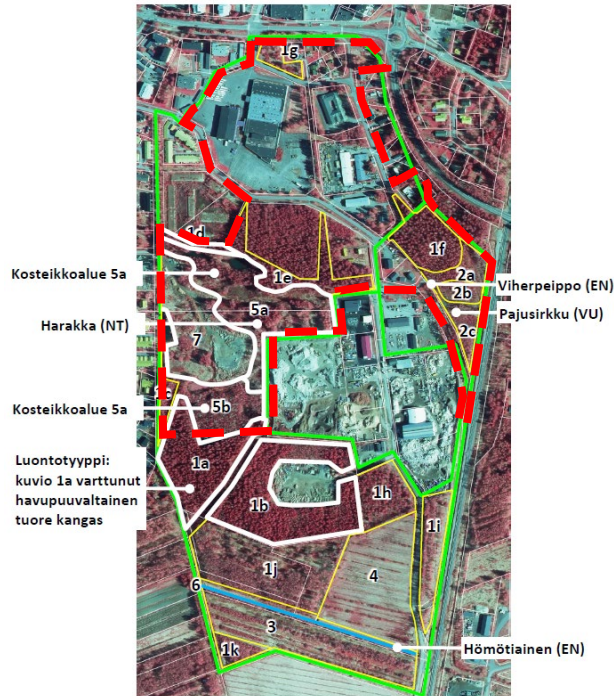 1g
1d
1f
1e
Kosteikkoalue 5a
2a
Viherpeippo (EN)
2b
5a
Pajusirkku (VU)
Harakka (NT)
2c
7
Kosteikkoalue 5a
5b
Luontotyyppi:
kuvio 1a varttunut
havupuuvaltainen
tuore kangas
1a
1b
1h
1i
1j
4
6
3
Hömötiainen (EN)
1k